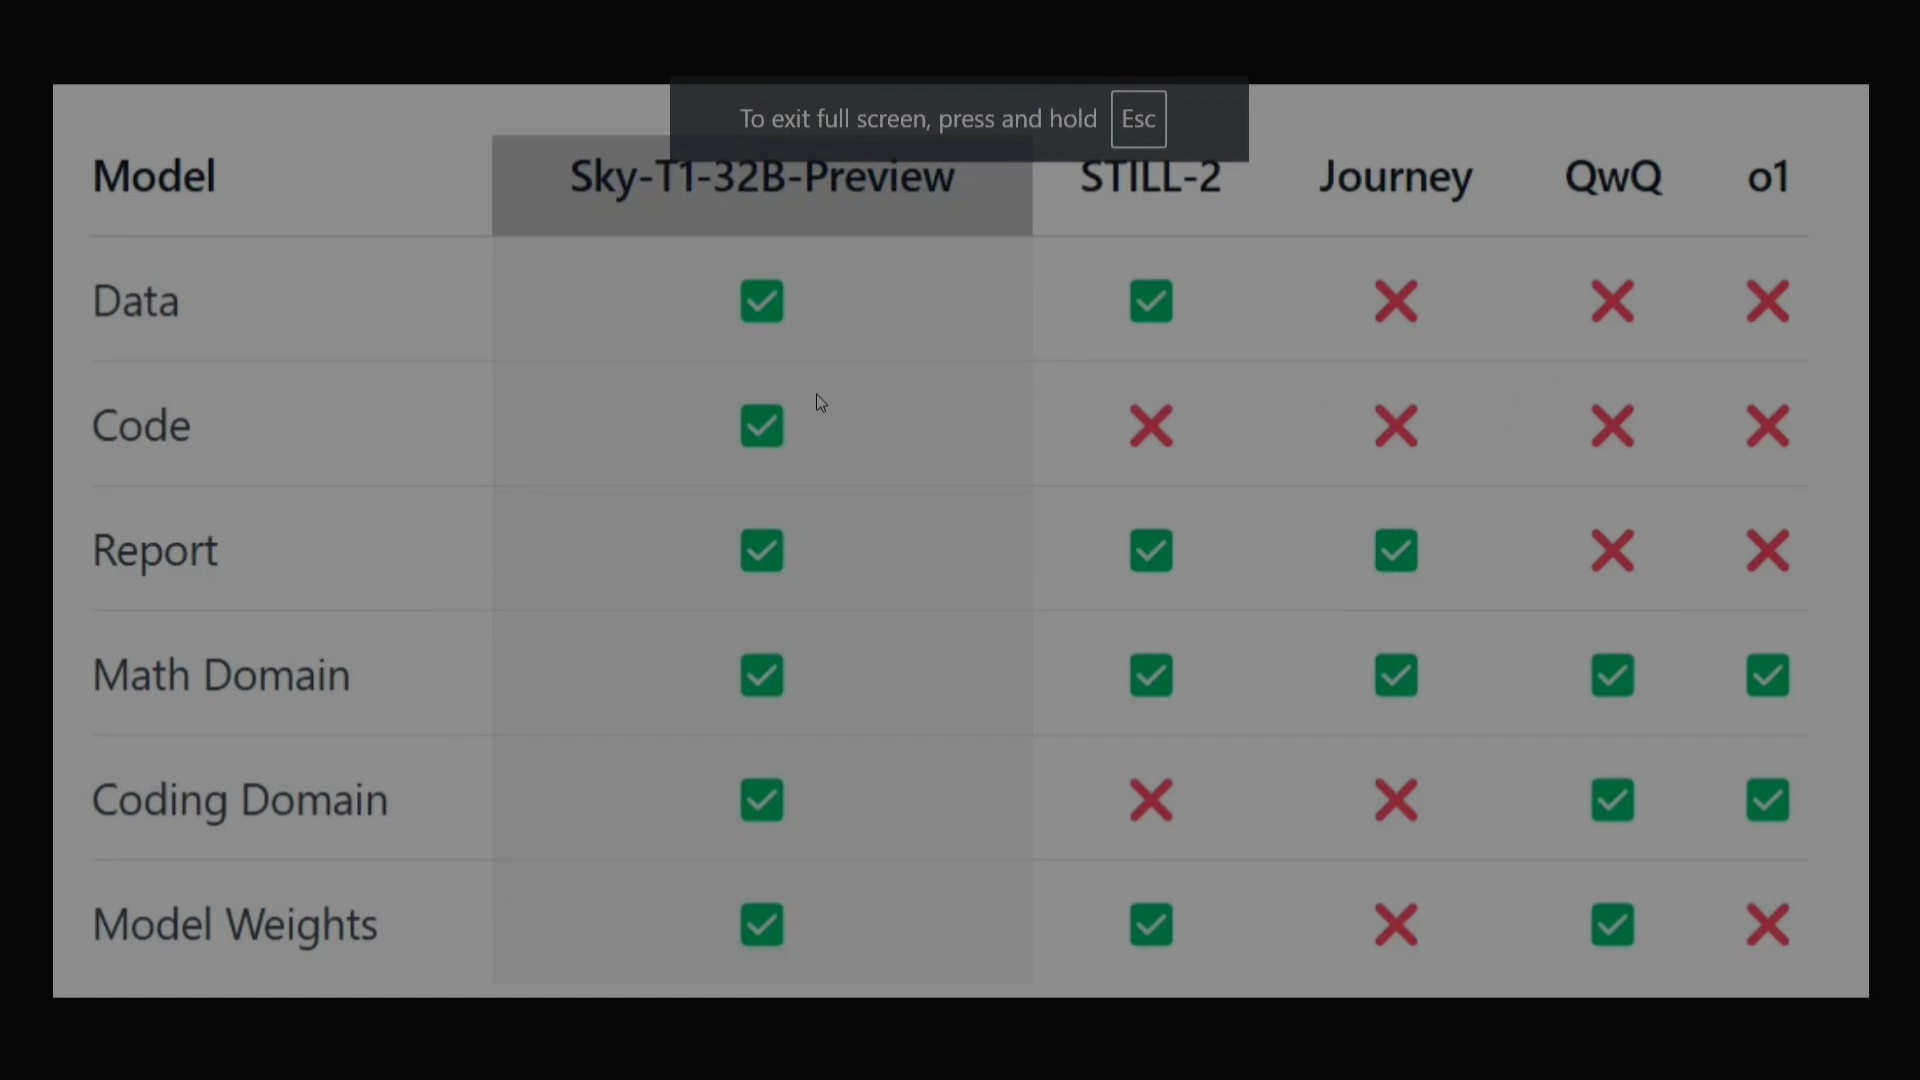 To exit full screen, press and hold Esc
Model Sky-T1-32B-Preview STILL-2 Journey QwQ o1
Data
Code
Report
Math Domain
Coding Domain
Model Weights